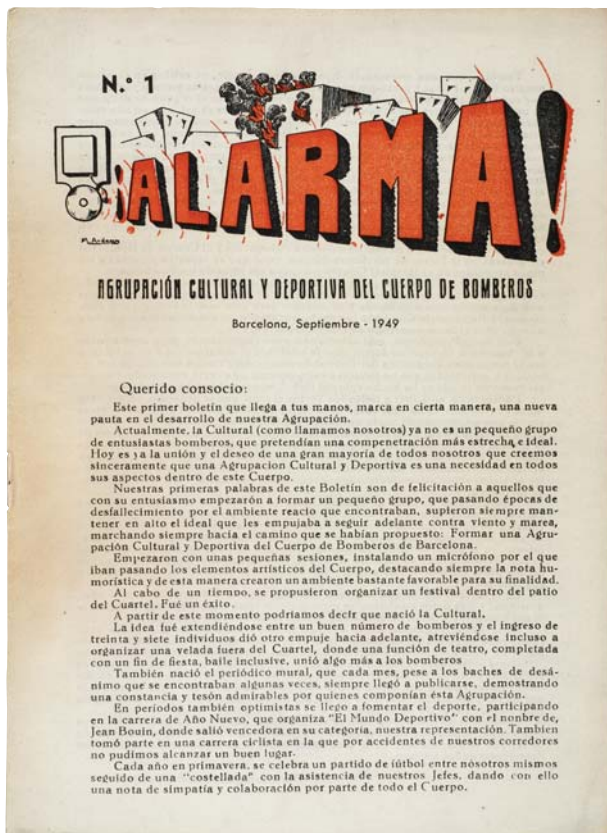 N.° 1
¡ALARMA!
AGRUPACIÓN CULTURAL Y DEPORTIVA DEL CUERPO DE BOMBEROS
Barcelona, Septiembre - 1949
Querido consocio:
Este primer boletín que llega a tus manos, marca en cierta manera, una nueva
pauta en el desarrollo de nuestra Agrupación.
Actualmente, la Cultural (como llamamos nosotros) ya no es un pequeño grupo
de entusiastas bomberos, que pretendían una compenetración más estrecha, e ideal.
Hoy es ya la unión y el deseo de una gran mayoría de todos nosotros que creemos
sinceramente que una Agrupacion Cultural y Deportiva es una necesidad en todos
sus aspectos dentro de este Cuerpo.
Nuestras primeras palabras de este Boletín son de felicitación a aquellos que
con su entusiasmo empezarón a formar un pequeño grupo, que pasando épocas de
desfallecimiento por el ambiente reacio que encontraban, supieron siempre man-
tener en alto el ideal que les empujaba a seguir adelante contra viento y marea,
marchando siempre hacia el camino que se habían propuesto: Formar una Agru-
pación Cultural y Deportiva del Cuerpo de Bomberos de Barcelona.
Empezaron con unas pequeñas sesiones, instalando un micrófono por el que
iban pasando los elementos artísticos del Cuerpo, destacando siempre la nota hu-
morística y de esta manera crearon un ambiente bastante favorable para su finalidad.
Al cabo de un tiempo, se propusieron organizar un festival dentro del patio
del Cuartel. Fué un éxito.
A partir de este momento podríamos decir que nació la Cultural.
La idea fué extendiéndose entre un buen número de bomberos y el ingreso de
treinta y siete individuos dió otro empuje hacia adelante, atreviéndose incluso a
organizar una velada fuera del Cuartel, donde una función de teatro, completada
con un fin de fiesta, baile inclusive, unió algo más a los bomberos
También nació el periódico mural, que cada mes, pese a los baches de desá-
nimo que se encontraban algunas veces, siempre llegó a publicarse, demostrando
una constancia y tesón admirables por quienes componían ésta Agrupación.
En períodos también optimistas se llego a fomentar el deporte, participando
en la carrera de Año Nuevo, que organiza "El Mundo Deportivo" con el nonbre de,
Jean Bouin, donde salió vencedora en su categoría, nuestra representación. Tambien
tomó parte en una carrera ciclista en la que por accidentes de nuestros corredores
no pudimos alcanzar un buen lugar.
Cada año en primavera, se celebra un partido de fútbol entre nósotros mismos
seguido de una "costellada" con la asistencia de nuestros Jefes, dando con ello
una nota de simpatía y colaboración por parte de todo el Cuerpo.